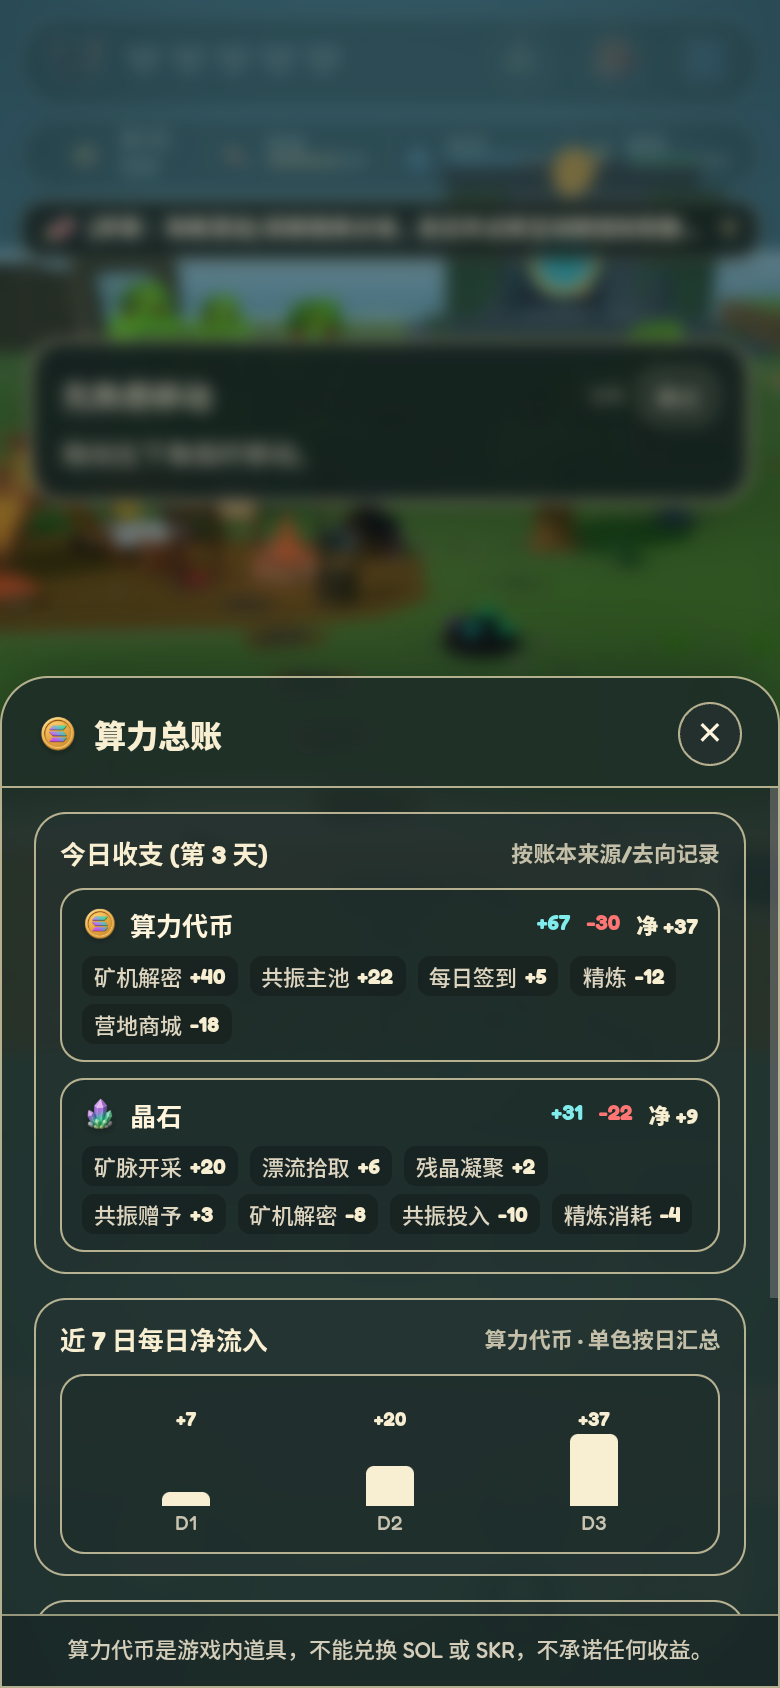 算力总账
今日收支 (第 3 天) 按账本来源/去向记录
算力代币 +67 -30 净 +37
矿机解密 +40 共振主池 +22 每日签到 +5 精炼 -12
营地商城 -18
晶石 +31 -22 净 +9
矿脉开采 +20 漂流拾取 +6 残晶凝聚 +2
共振赠予 +3 矿机解密 -8 共振投入 -10 精炼消耗 -4
近 7 日每日净流入 算力代币 · 单色按日汇总
+7 +20 +37
D1 D2 D3
算力代币是游戏内道具，不能兑换 SOL 或 SKR，不承诺任何收益。